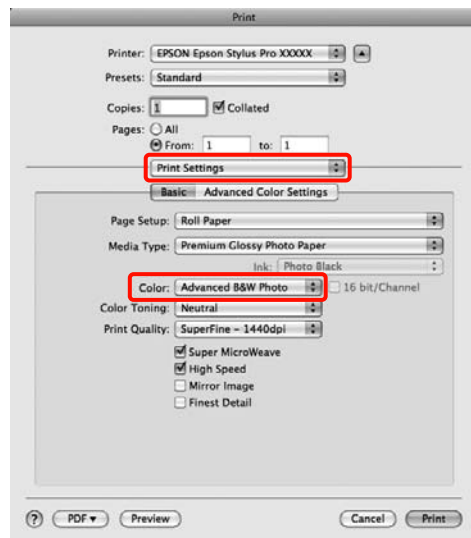 Print
Printer: EPSON Epson Stylus Pro XXXXX
Presets: Standard
Copies: 1 Collated
Pages: All
From: 1 to: 1
Print Settings
Basic Advanced Color Settings
Page Setup: Roll Paper
Media Type: Premium Glossy Photo Paper
Ink: Photo Black
Color: Advanced B&W Photo 16 bit/Channel
Color Toning: Neutral
Print Quality: SuperFine - 1440dpi
Super MicroWeave
High Speed
Mirror Image
Finest Detail
? PDF Preview Cancel Print